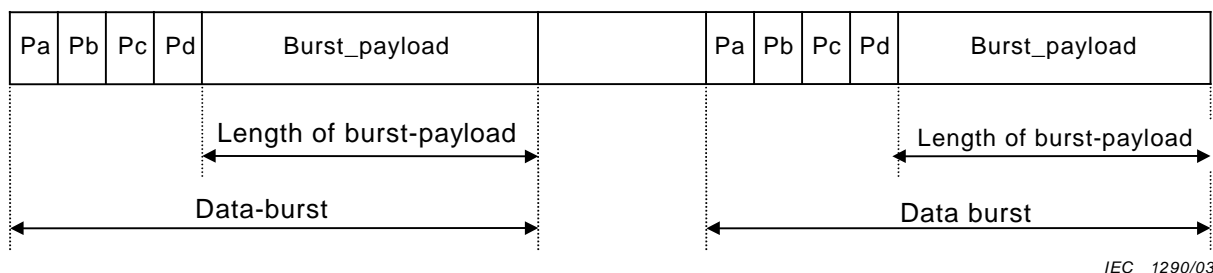 Pa Pb Pc Pd Burst_payload Pa Pb Pc Pd Burst_payload
Length of burst-payload Length of burst-payload
Data-burst Data burst
IEC 1290/03